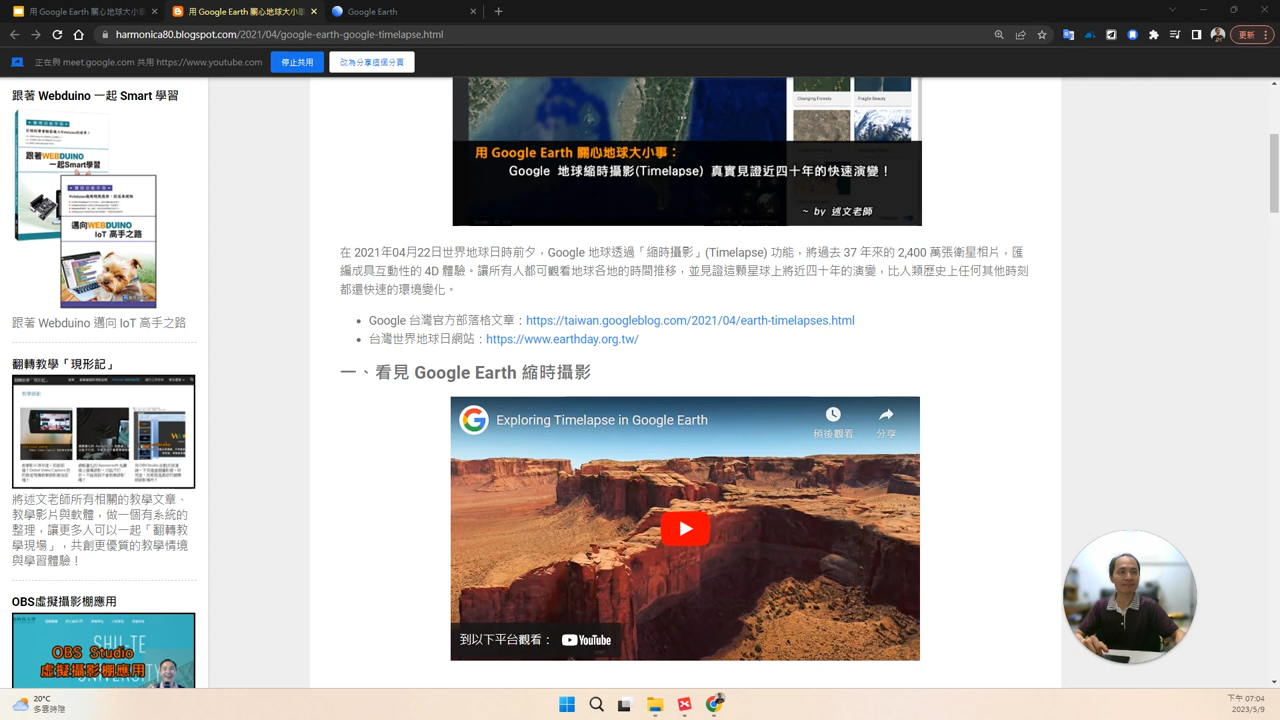 用 Google Earth 關心地球大小事
用 Google Earth 關心地球大小事
Google Earth
harmonica80.blogspot.com/2021/04/google-earth-google-timelapse.html
更新
正在與 meet.google.com 共用 https://www.youtube.com
停止共用
改為分享這個分頁
跟著 Webduino 一起 Smart 學習
跟著WEBDUINO
一起Smart學習
邁向WEBDUINO
IoT 高手之路
跟著 Webduino 邁向 IoT 高手之路
翻轉教學「現形記」
將述文老師所有相關的教學文章、
教學影片與軟體，做一個有系統的
整理，讓更多人可以一起「翻轉教
學現場」，共創更優質的教學情境
與學習體驗！
OBS虛擬攝影棚應用
SHU-TE
UNIVERSITY
OBS Studio
虛擬攝影棚應用
Changing Forests
Fragile Beauty
用 Google Earth 關心地球大小事：
Google 地球縮時攝影(Timelapse) 真實見證近四十年的快速演變！
~ by 述文老師
在 2021年04月22日世界地球日時前夕，Google 地球透過「縮時攝影」(Timelapse) 功能，將過去 37 年來的 2,400 萬張衛星相片，匯
編成具互動性的 4D 體驗。讓所有人都可觀看地球各地的時間推移，並見證這顆星球上將近四十年的演變，比人類歷史上任何其他時刻
都還快速的環境變化。
Google 台灣官方部落格文章：https://taiwan.googleblog.com/2021/04/earth-timelapses.html
台灣世界地球日網站：https://www.earthday.org.tw/
一、看見 Google Earth 縮時攝影
Exploring Timelapse in Google Earth
稍後觀看
分享
到以下平台觀看：
YouTube
20°C
多雲時陰
下午 07:04
2023/5/9